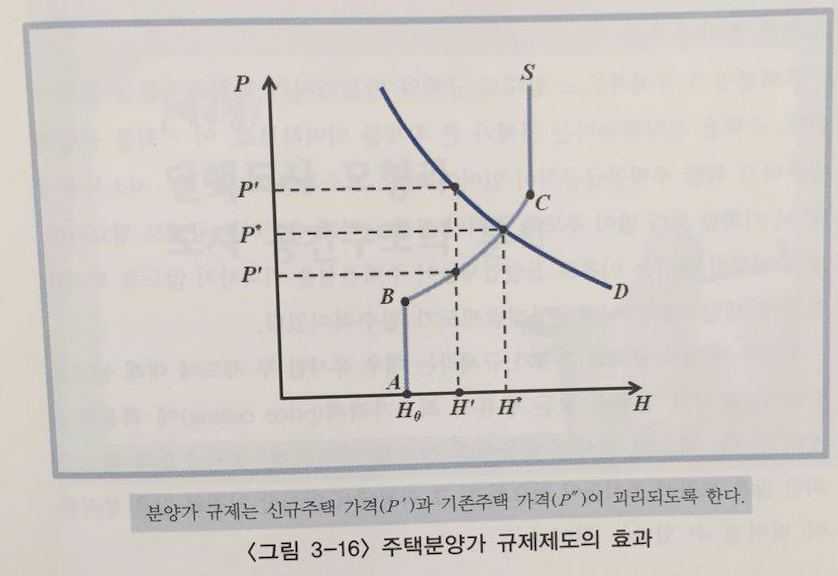 P
S
P'
C
P*
P'
B
D
A
H₀ H' H* H
분양가 규제는 신규주택 가격(P')과 기존주택 가격(P″)이 괴리되도록 한다.
〈그림 3-16〉 주택분양가 규제제도의 효과